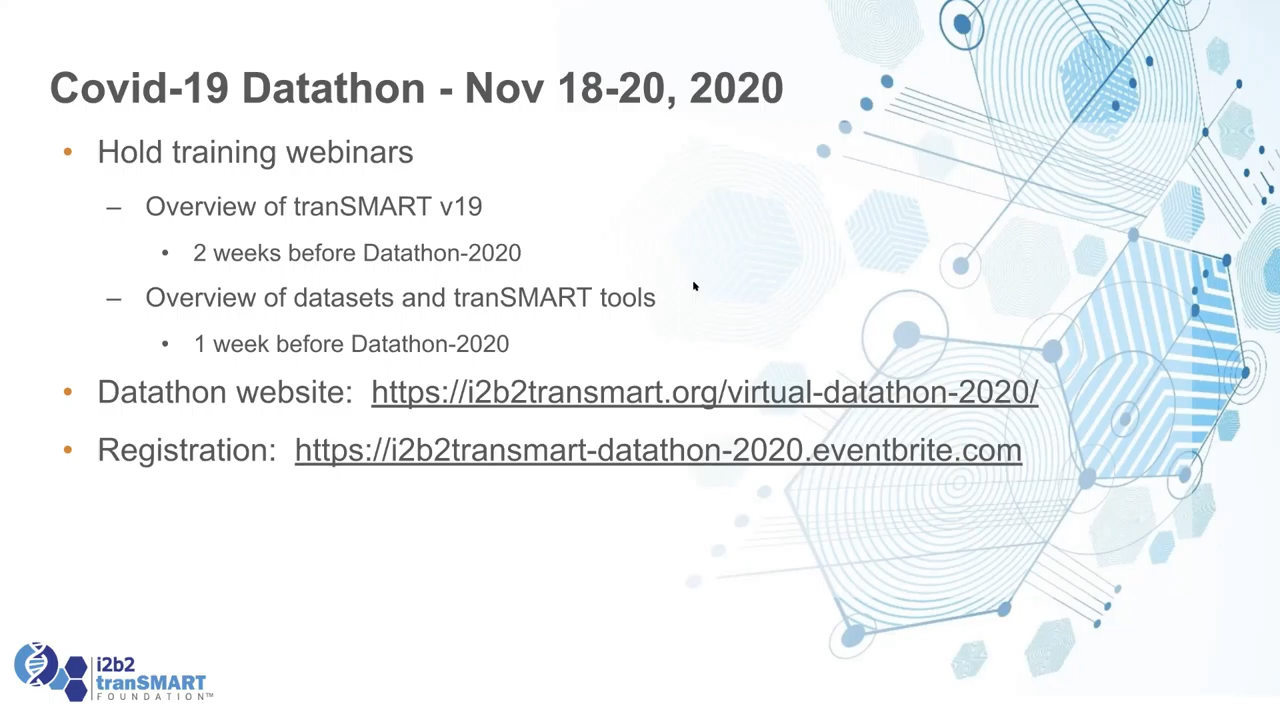 Covid-19 Datathon - Nov 18-20, 2020
• Hold training webinars
– Overview of tranSMART v19
• 2 weeks before Datathon-2020
– Overview of datasets and tranSMART tools
• 1 week before Datathon-2020
• Datathon website: https://i2b2transmart.org/virtual-datathon-2020/
• Registration: https://i2b2transmart-datathon-2020.eventbrite.com
i2b2
tranSMART
FOUNDATION™